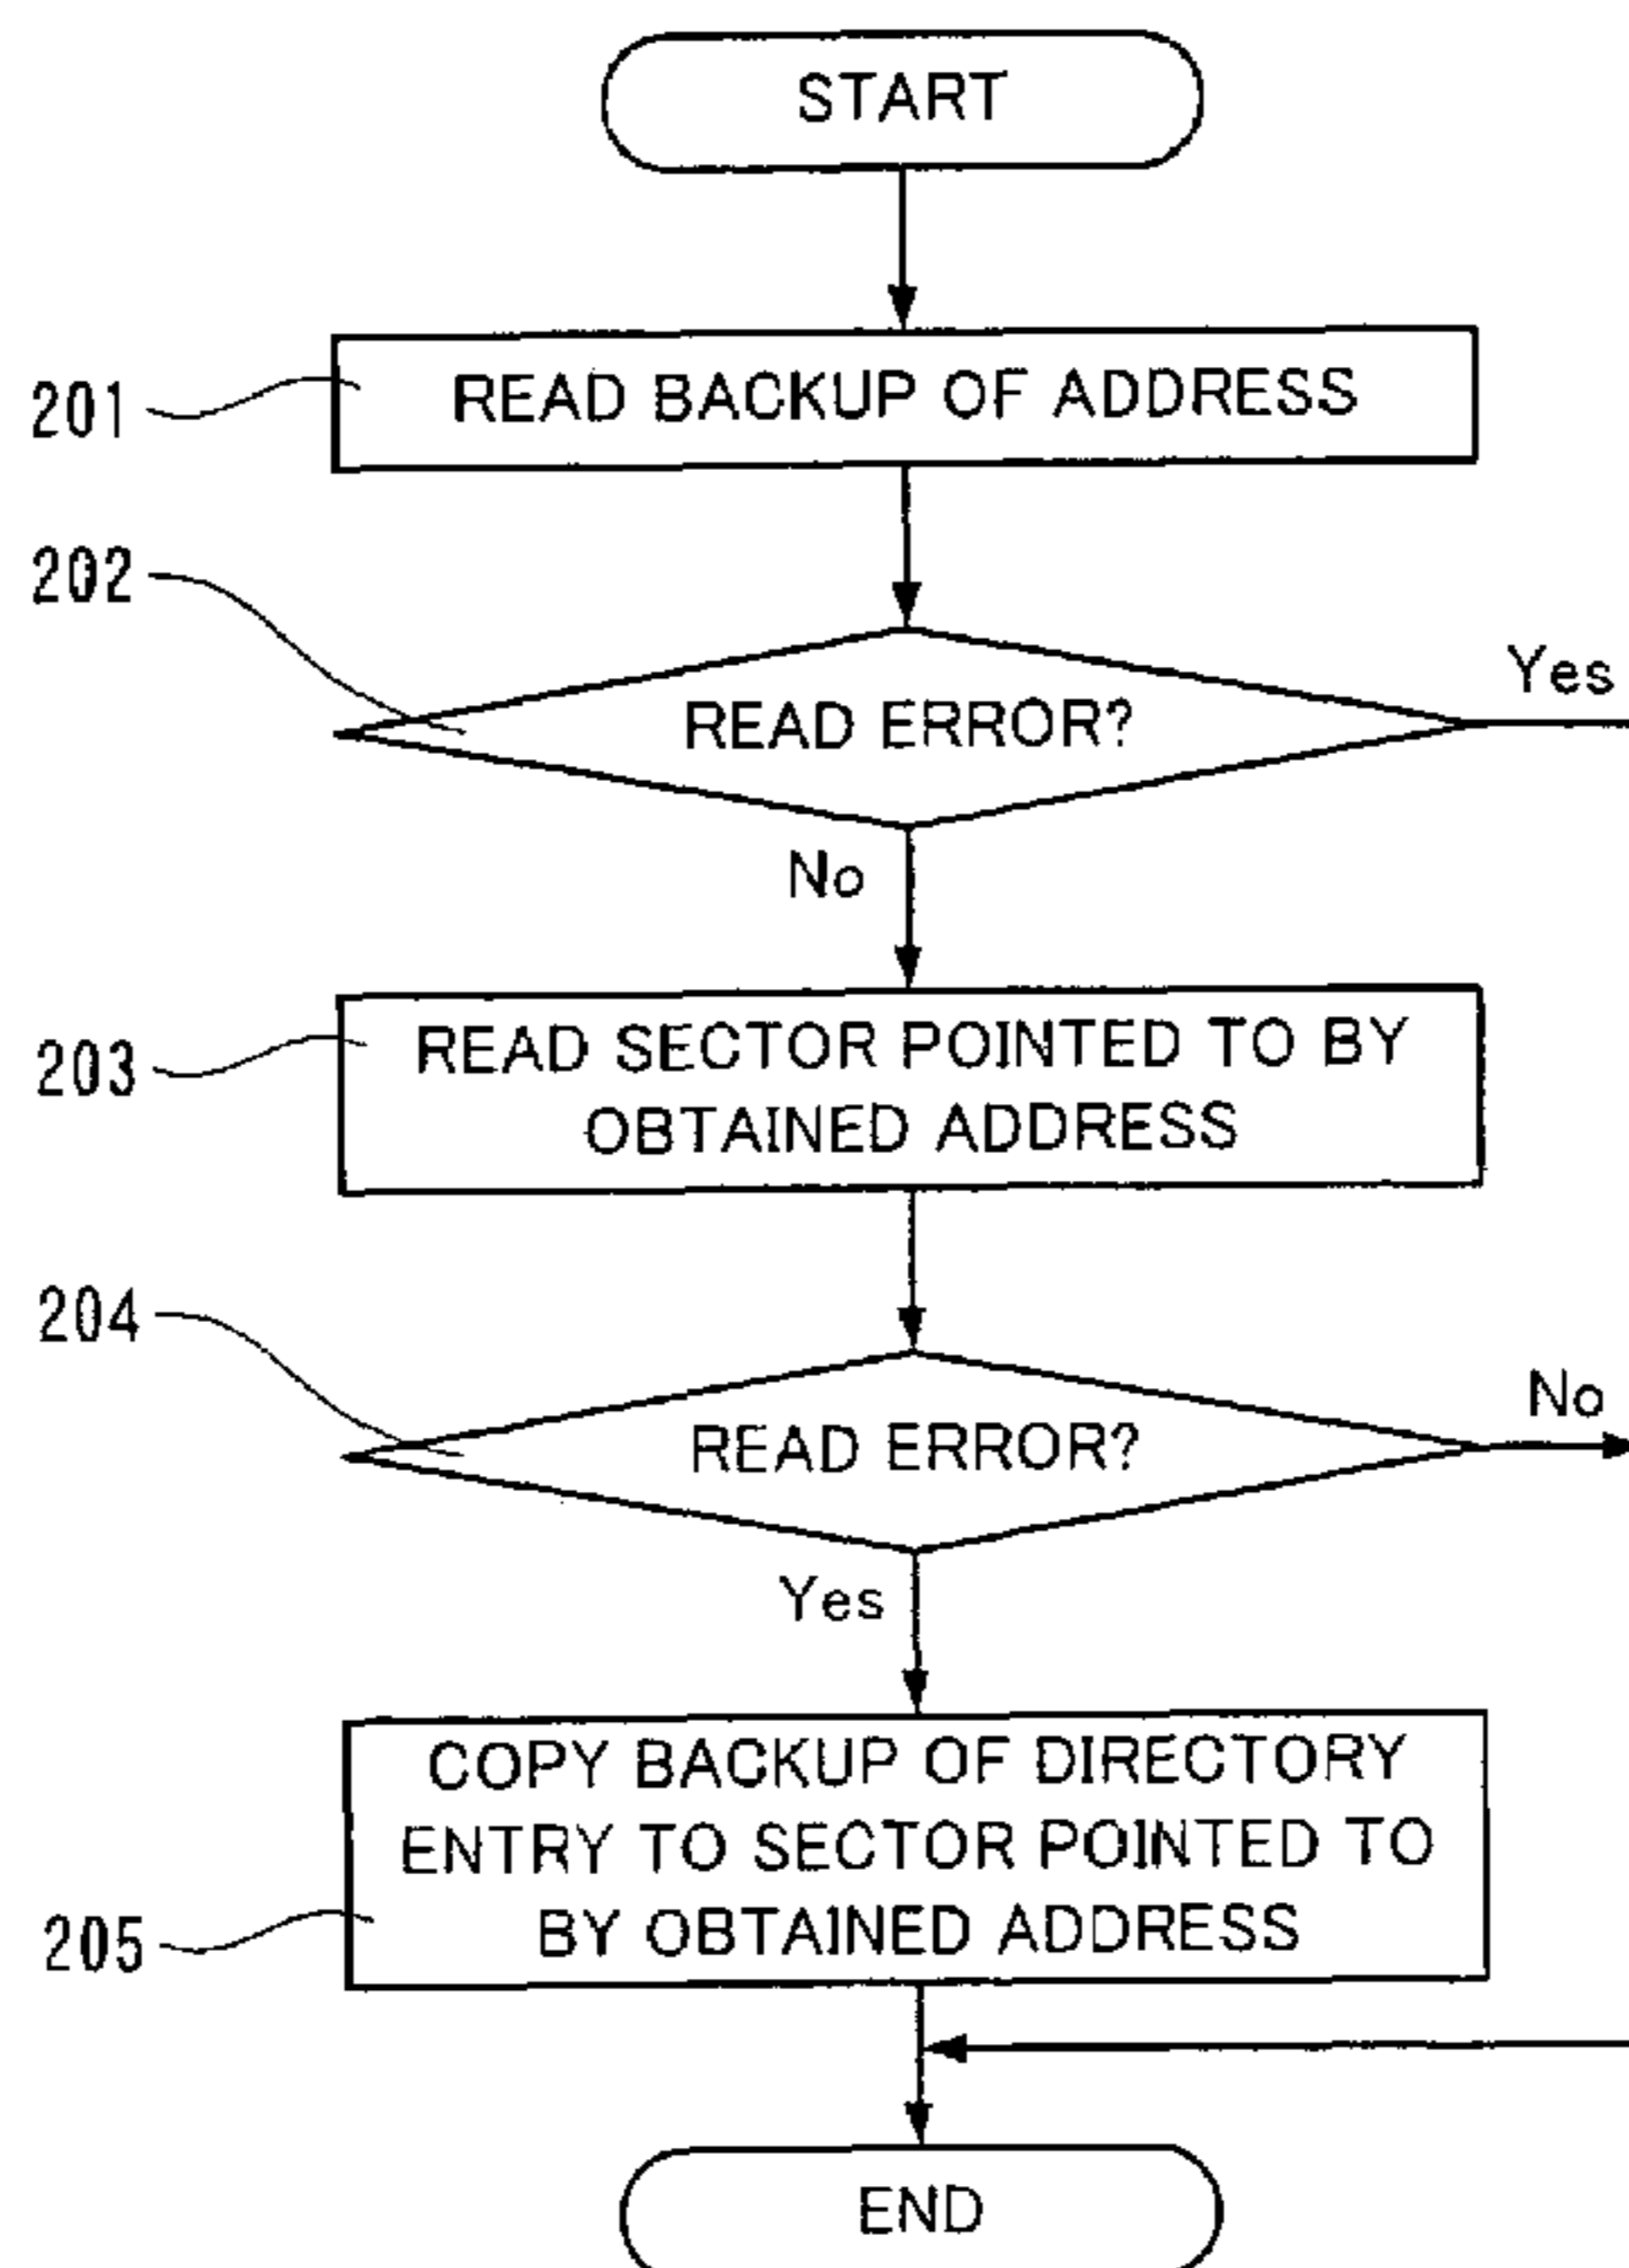 START
201
READ BACKUP OF ADDRESS
202
READ ERROR?
Yes
No
203
READ SECTOR POINTED TO BY
OBTAINED ADDRESS
204
READ ERROR?
No
Yes
205
COPY BACKUP OF DIRECTORY
ENTRY TO SECTOR POINTED TO
BY OBTAINED ADDRESS
END